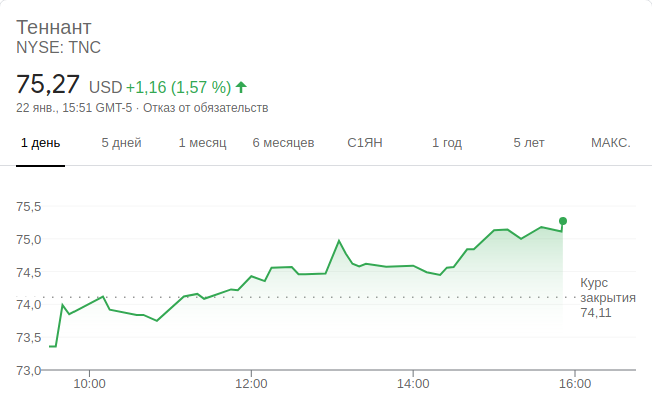 Теннант
NYSE: TNC
75,27 USD +1,16 (1,57 %)
22 янв., 15:51 GMT-5 · Отказ от обязательств
1 день 5 дней 1 месяц 6 месяцев С1ЯН 1 год 5 лет МАКС.
75,5
75,0
74,5
74,0
73,5
73,0
Курс
закрытия
74,11
10:00 12:00 14:00 16:00